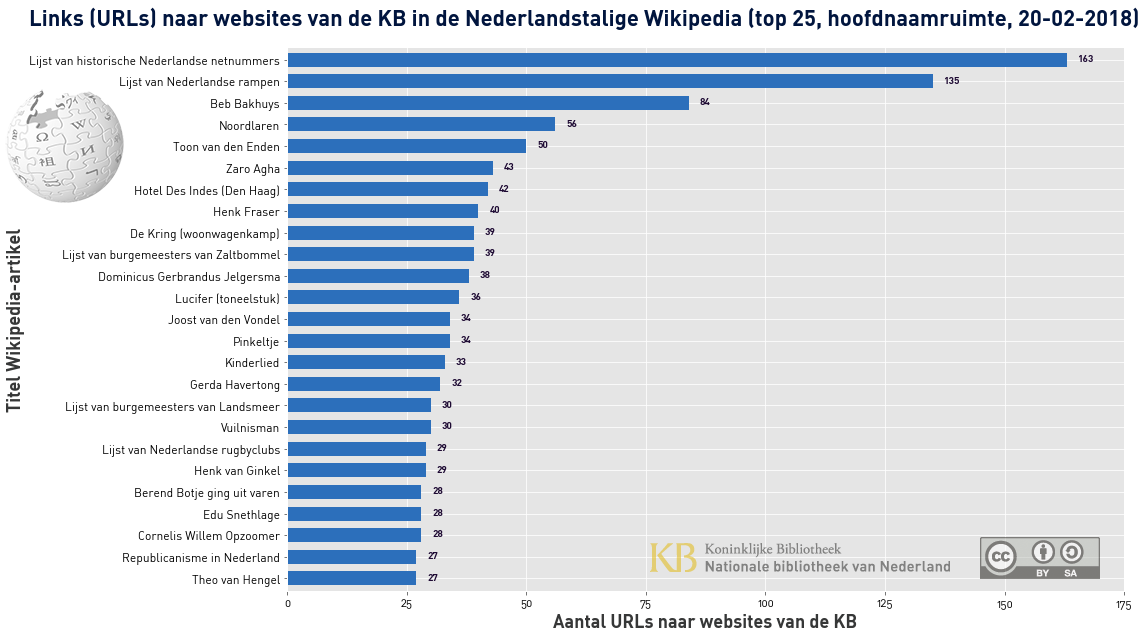 Links (URLs) naar websites van de KB in de Nederlandstalige Wikipedia (top 25, hoofdnaamruimte, 20-02-2018)
Titel Wikipedia-artikel
Lijst van historische Nederlandse netnummers 163
Lijst van Nederlandse rampen 135
Beb Bakhuys 84
Noordlaren 56
Toon van den Enden 50
Zaro Agha 43
Hotel Des Indes (Den Haag) 42
Henk Fraser 40
De Kring (woonwagenkamp) 39
Lijst van burgemeesters van Zaltbommel 39
Dominicus Gerbrandus Jelgersma 38
Lucifer (toneelstuk) 36
Joost van den Vondel 34
Pinkeltje 34
Kinderlied 33
Gerda Havertong 32
Lijst van burgemeesters van Landsmeer 30
Vuilnisman 30
Lijst van Nederlandse rugbyclubs 29
Henk van Ginkel 29
Berend Botje ging uit varen 28
Edu Snethlage 28
Cornelis Willem Opzoomer 28
Republicanisme in Nederland 27
Theo van Hengel 27
KB Koninklijke Bibliotheek
Nationale bibliotheek van Nederland
cc BY SA
0 25 50 75 100 125 150 175
Aantal URLs naar websites van de KB